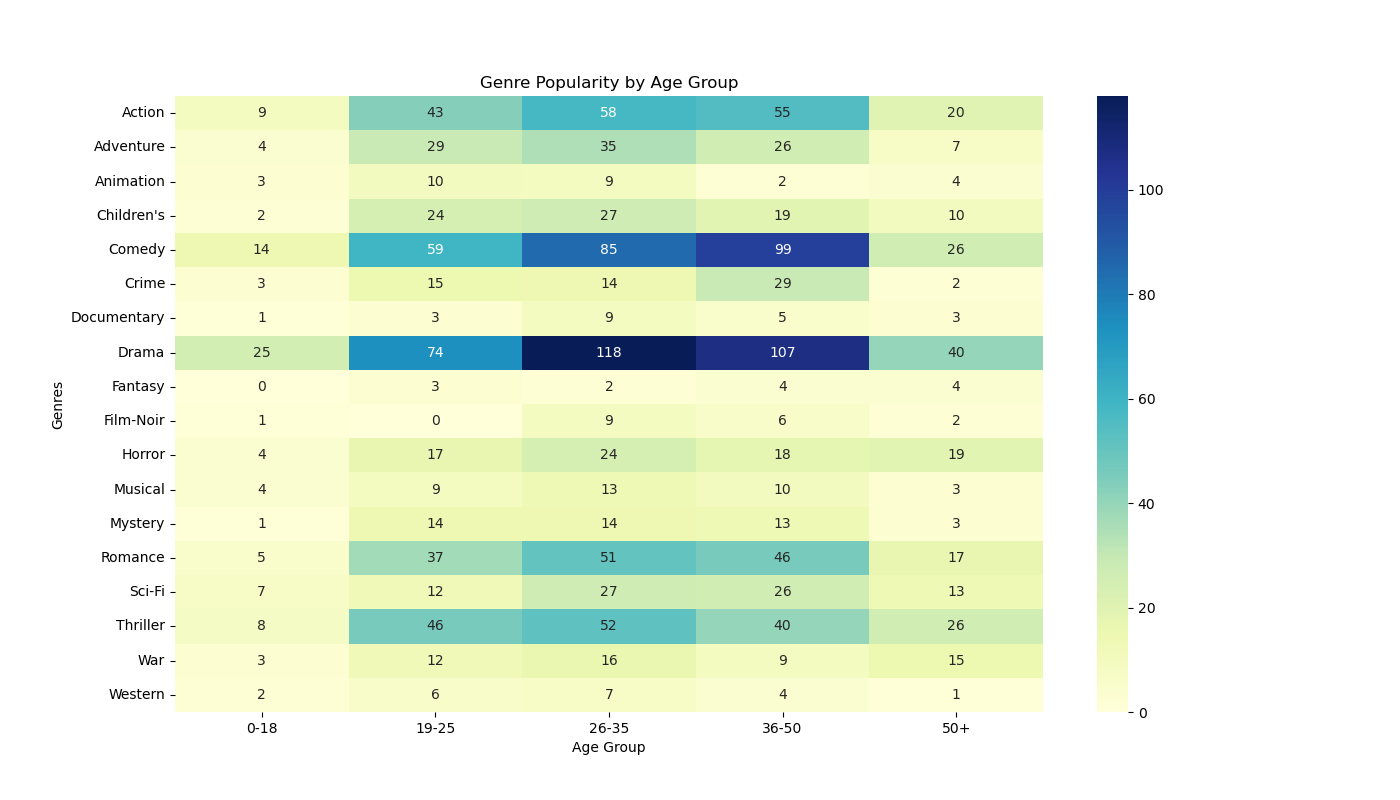 Genre Popularity by Age Group
Action 9 43 58 55 20
Adventure 4 29 35 26 7
Animation 3 10 9 2 4
Children's 2 24 27 19 10
Comedy 14 59 85 99 26
Crime 3 15 14 29 2
Documentary 1 3 9 5 3
Drama 25 74 118 107 40
Fantasy 0 3 2 4 4
Film-Noir 1 0 9 6 2
Horror 4 17 24 18 19
Musical 4 9 13 10 3
Mystery 1 14 14 13 3
Romance 5 37 51 46 17
Sci-Fi 7 12 27 26 13
Thriller 8 46 52 40 26
War 3 12 16 9 15
Western 2 6 7 4 1
0-18 19-25 26-35 36-50 50+
Age Group
Genres
100
80
60
40
20
0